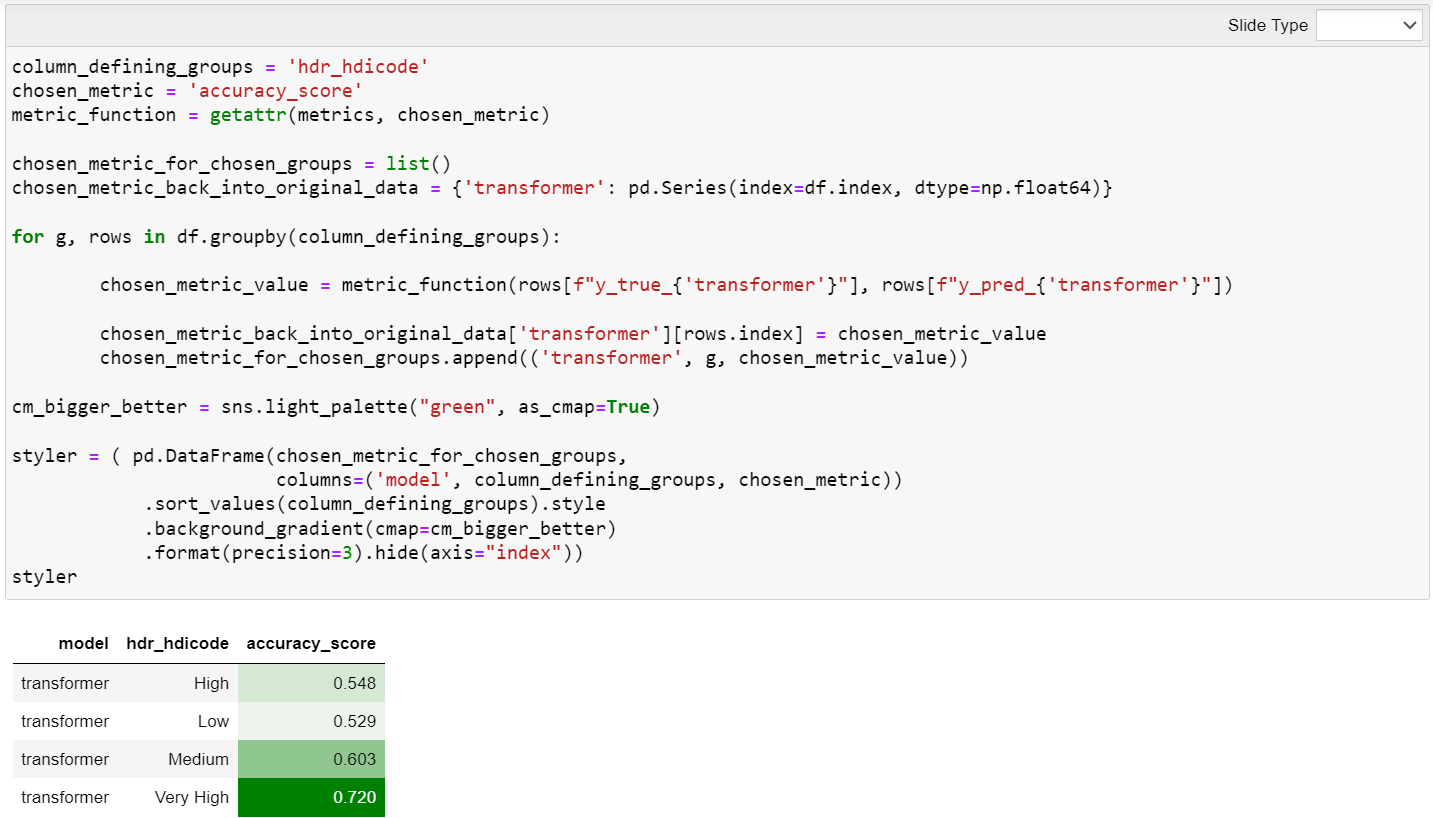 Slide Type
column_defining_groups = 'hdr_hdicode'
chosen_metric = 'accuracy_score'
metric_function = getattr(metrics, chosen_metric)
chosen_metric_for_chosen_groups = list()
chosen_metric_back_into_original_data = {'transformer': pd.Series(index=df.index, dtype=np.float64)}
for g, rows in df.groupby(column_defining_groups):
        chosen_metric_value = metric_function(rows[f"y_true_{'transformer'}"], rows[f"y_pred_{'transformer'}"])
        chosen_metric_back_into_original_data['transformer'][rows.index] = chosen_metric_value
        chosen_metric_for_chosen_groups.append(('transformer', g, chosen_metric_value))
cm_bigger_better = sns.light_palette("green", as_cmap=True)
styler = ( pd.DataFrame(chosen_metric_for_chosen_groups,
                        columns=('model', column_defining_groups, chosen_metric))
            .sort_values(column_defining_groups).style
            .background_gradient(cmap=cm_bigger_better)
            .format(precision=3).hide(axis="index"))
styler
model hdr_hdicode accuracy_score
transformer High 0.548
transformer Low 0.529
transformer Medium 0.603
transformer Very High 0.720